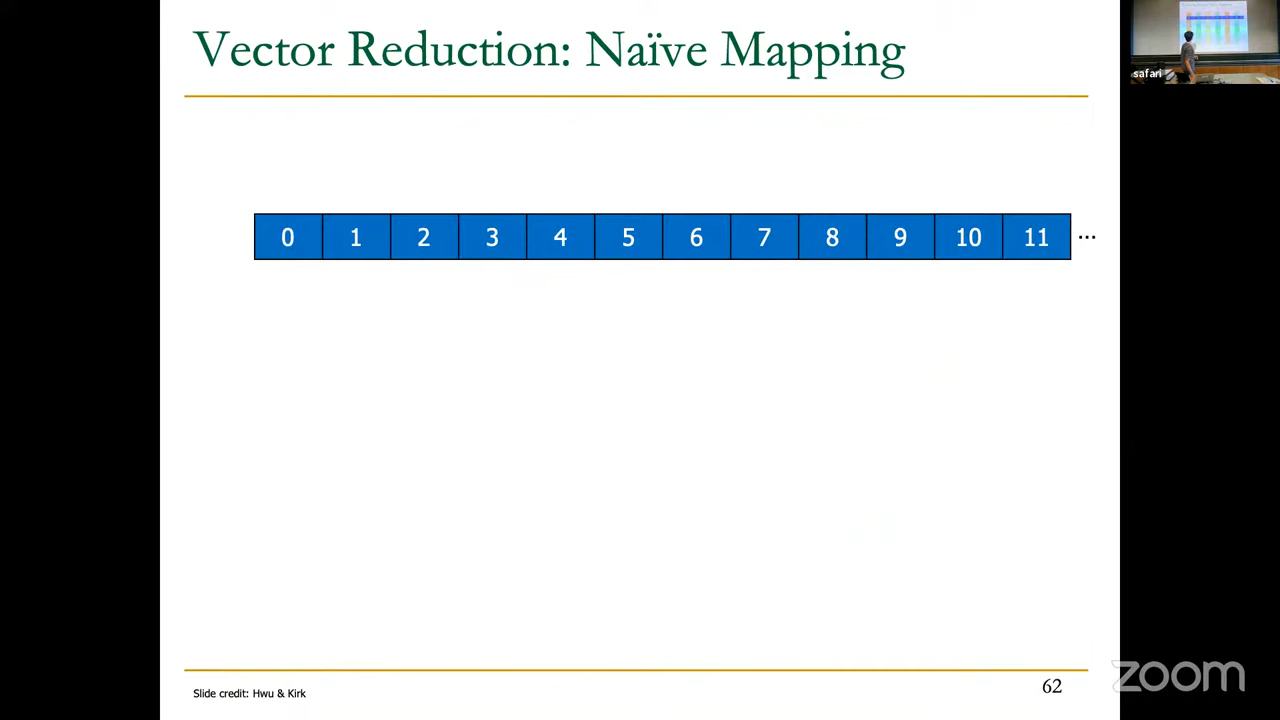 Vector Reduction: Naïve Mapping
safari
0 1 2 3 4 5 6 7 8 9 10 11 ...
Slide credit: Hwu & Kirk
62
zoom